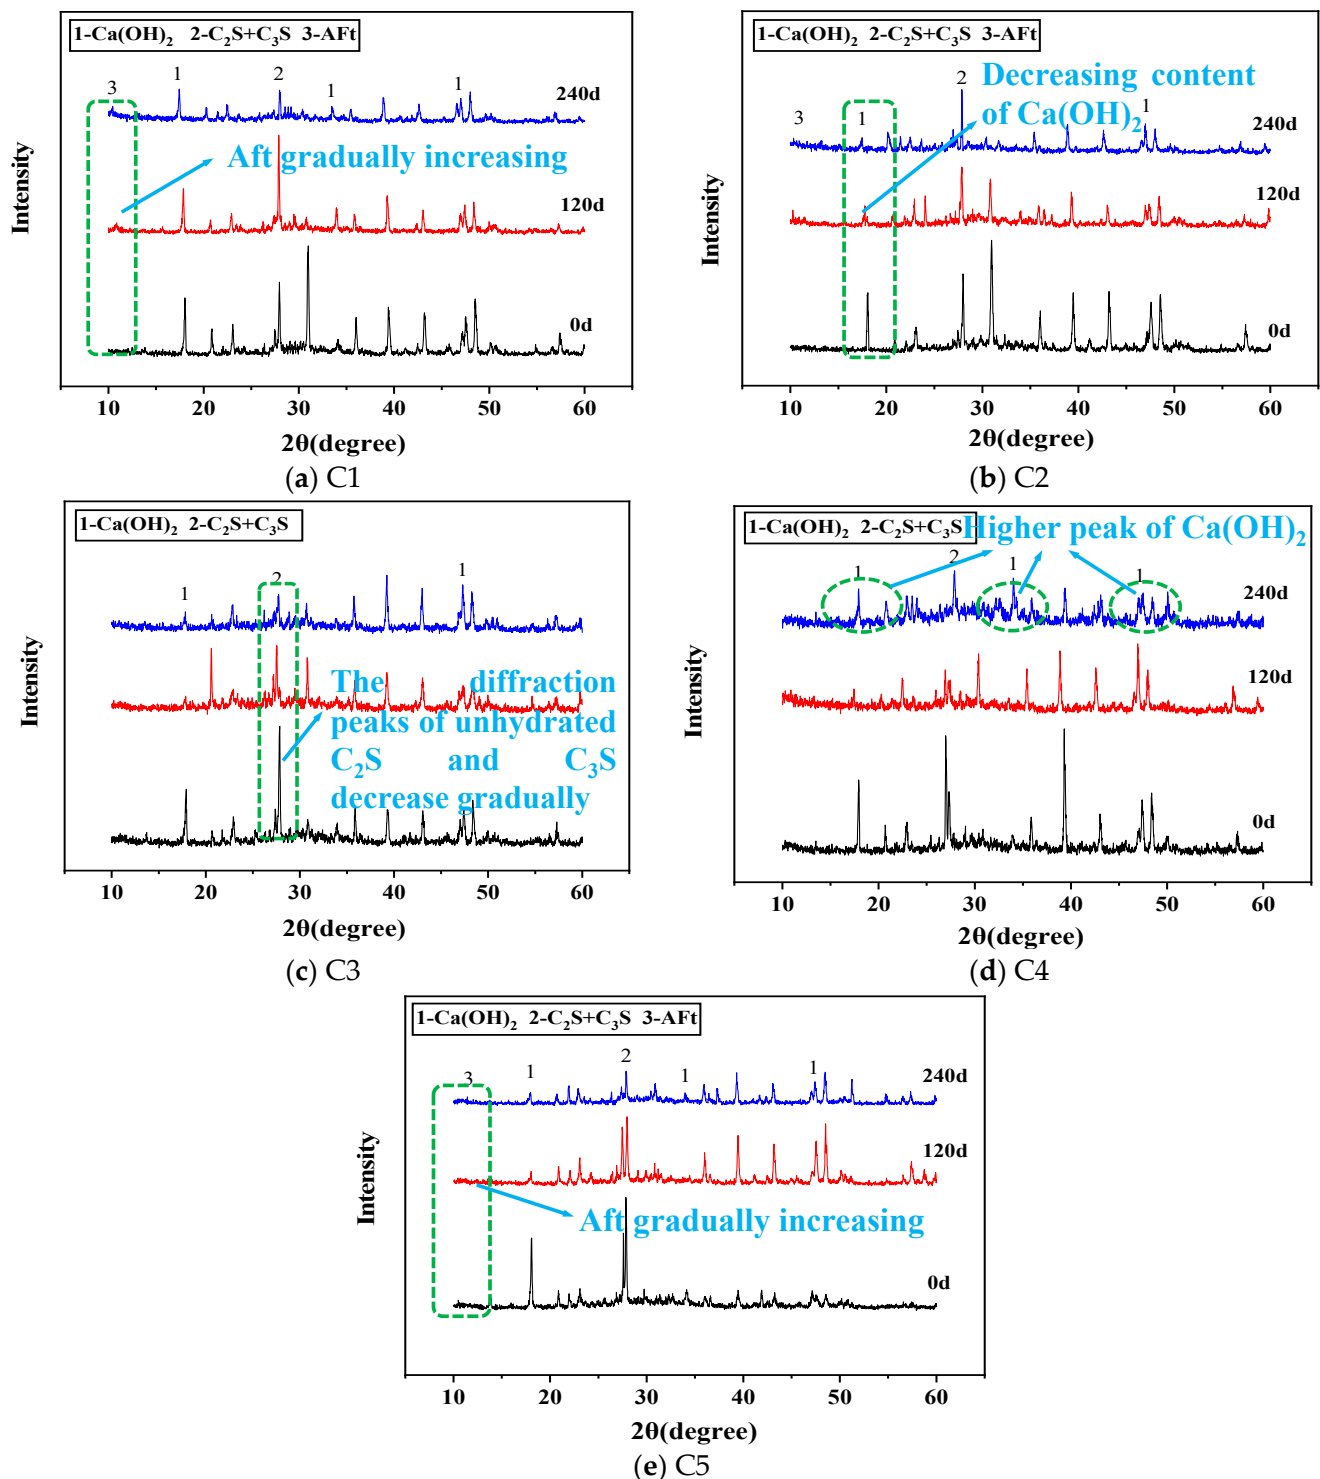 1-Ca(OH)₂ 2-C₂S+C₃S 3-AFt
3
1
2
1
1
240d
Aft gradually increasing
120d
0d
Intensity
10 20 30 40 50 60
2θ(degree)
(a) C1
1-Ca(OH)₂ 2-C₂S+C₃S 3-AFt
Decreasing content
of Ca(OH)₂
3
1
2
1
240d
120d
0d
Intensity
10 20 30 40 50 60
2θ(degree)
(b) C2
1-Ca(OH)₂ 2-C₂S+C₃S
1
2
1
240d
120d
The diffraction
peaks of unhydrated
C₂S and C₃S
decrease gradually
0d
Intensity
10 20 30 40 50 60
2θ(degree)
(c) C3
1-Ca(OH)₂ 2-C₂S+C₃S
Higher peak of Ca(OH)₂
1
2
1
1
240d
120d
0d
Intensity
10 20 30 40 50 60
2θ(degree)
(d) C4
1-Ca(OH)₂ 2-C₂S+C₃S 3-AFt
3
1
2
1
1
240d
120d
Aft gradually increasing
0d
Intensity
10 20 30 40 50 60
2θ(degree)
(e) C5